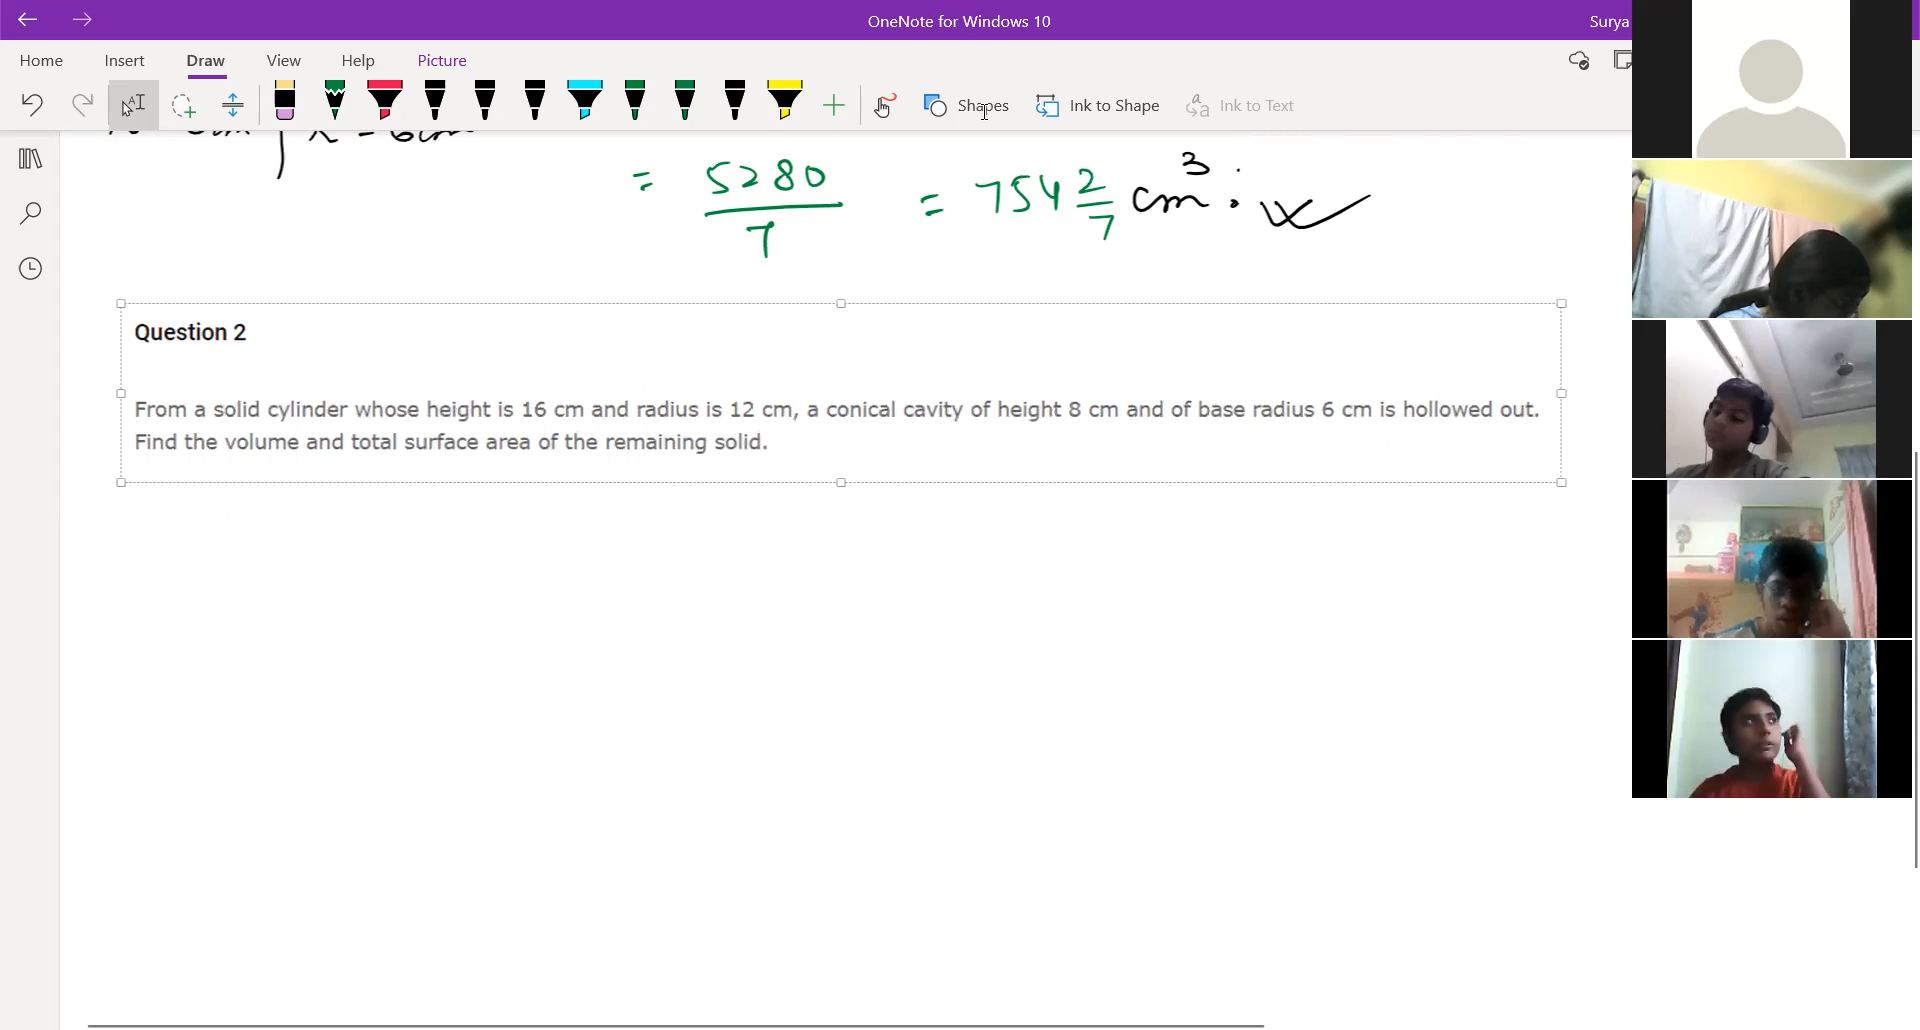 OneNote for Windows 10
Surya
Home Insert Draw View Help Picture
Shapes Ink to Shape Ink to Text
= 5280/7 = 754 2/7 cm³.
Question 2
From a solid cylinder whose height is 16 cm and radius is 12 cm, a conical cavity of height 8 cm and of base radius 6 cm is hollowed out.
Find the volume and total surface area of the remaining solid.